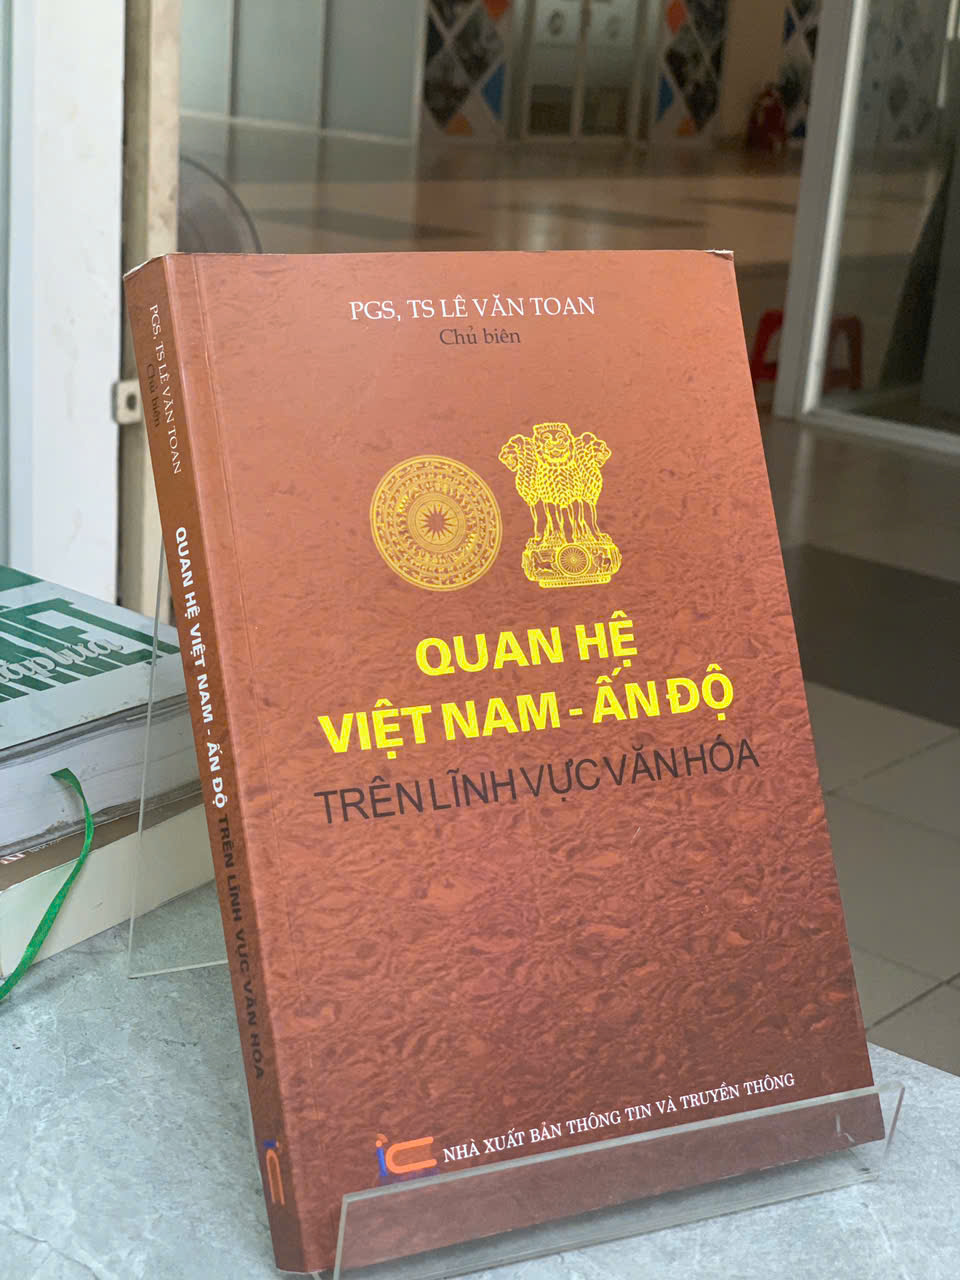 PGS, TS LÊ VĂN TOAN
Chủ biên
QUAN HỆ
VIỆT NAM - ẤN ĐỘ
TRÊN LĨNH VỰC VĂN HÓA
NHÀ XUẤT BẢN THÔNG TIN VÀ TRUYỀN THÔNG
PGS, TS LÊ VĂN TOAN
Chủ biên
QUAN HỆ VIỆT NAM - ẤN ĐỘ TRÊN LĨNH VỰC VĂN HÓA